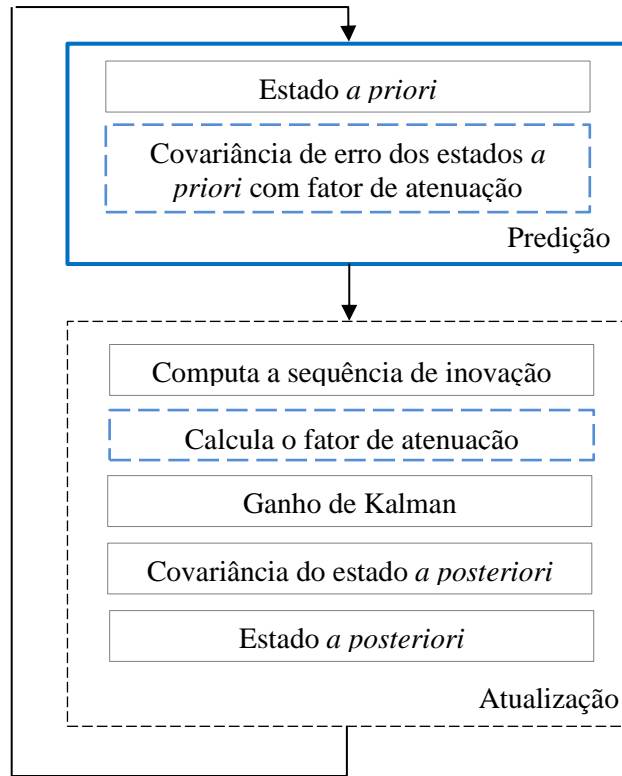 Estado a priori
Covariância de erro dos estados a
priori com fator de atenuação
Predição
Computa a sequência de inovação
Calcula o fator de atenuacão
Ganho de Kalman
Covariância do estado a posteriori
Estado a posteriori
Atualização